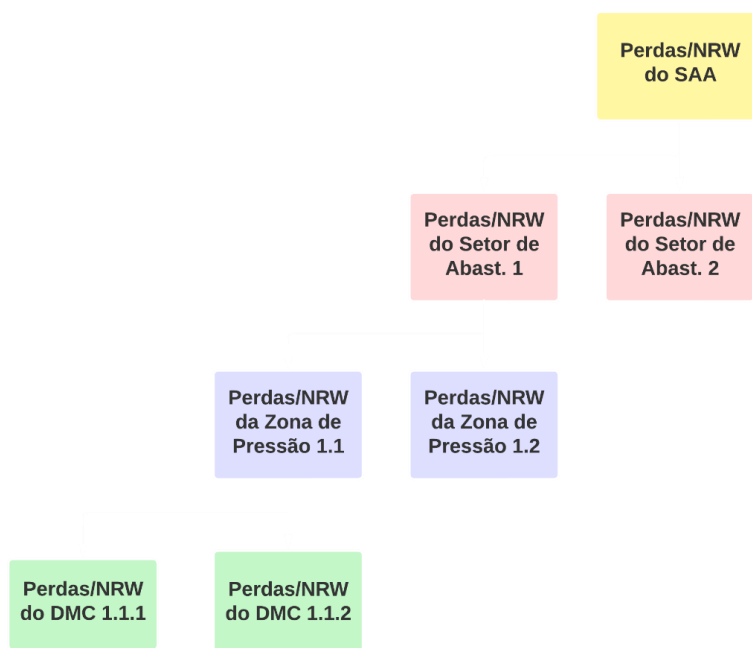 Perdas/NRW
do SAA
Perdas/NRW
do Setor de
Abast. 1
Perdas/NRW
do Setor de
Abast. 2
Perdas/NRW
da Zona de
Pressão 1.1
Perdas/NRW
da Zona de
Pressão 1.2
Perdas/NRW
do DMC 1.1.1
Perdas/NRW
do DMC 1.1.2